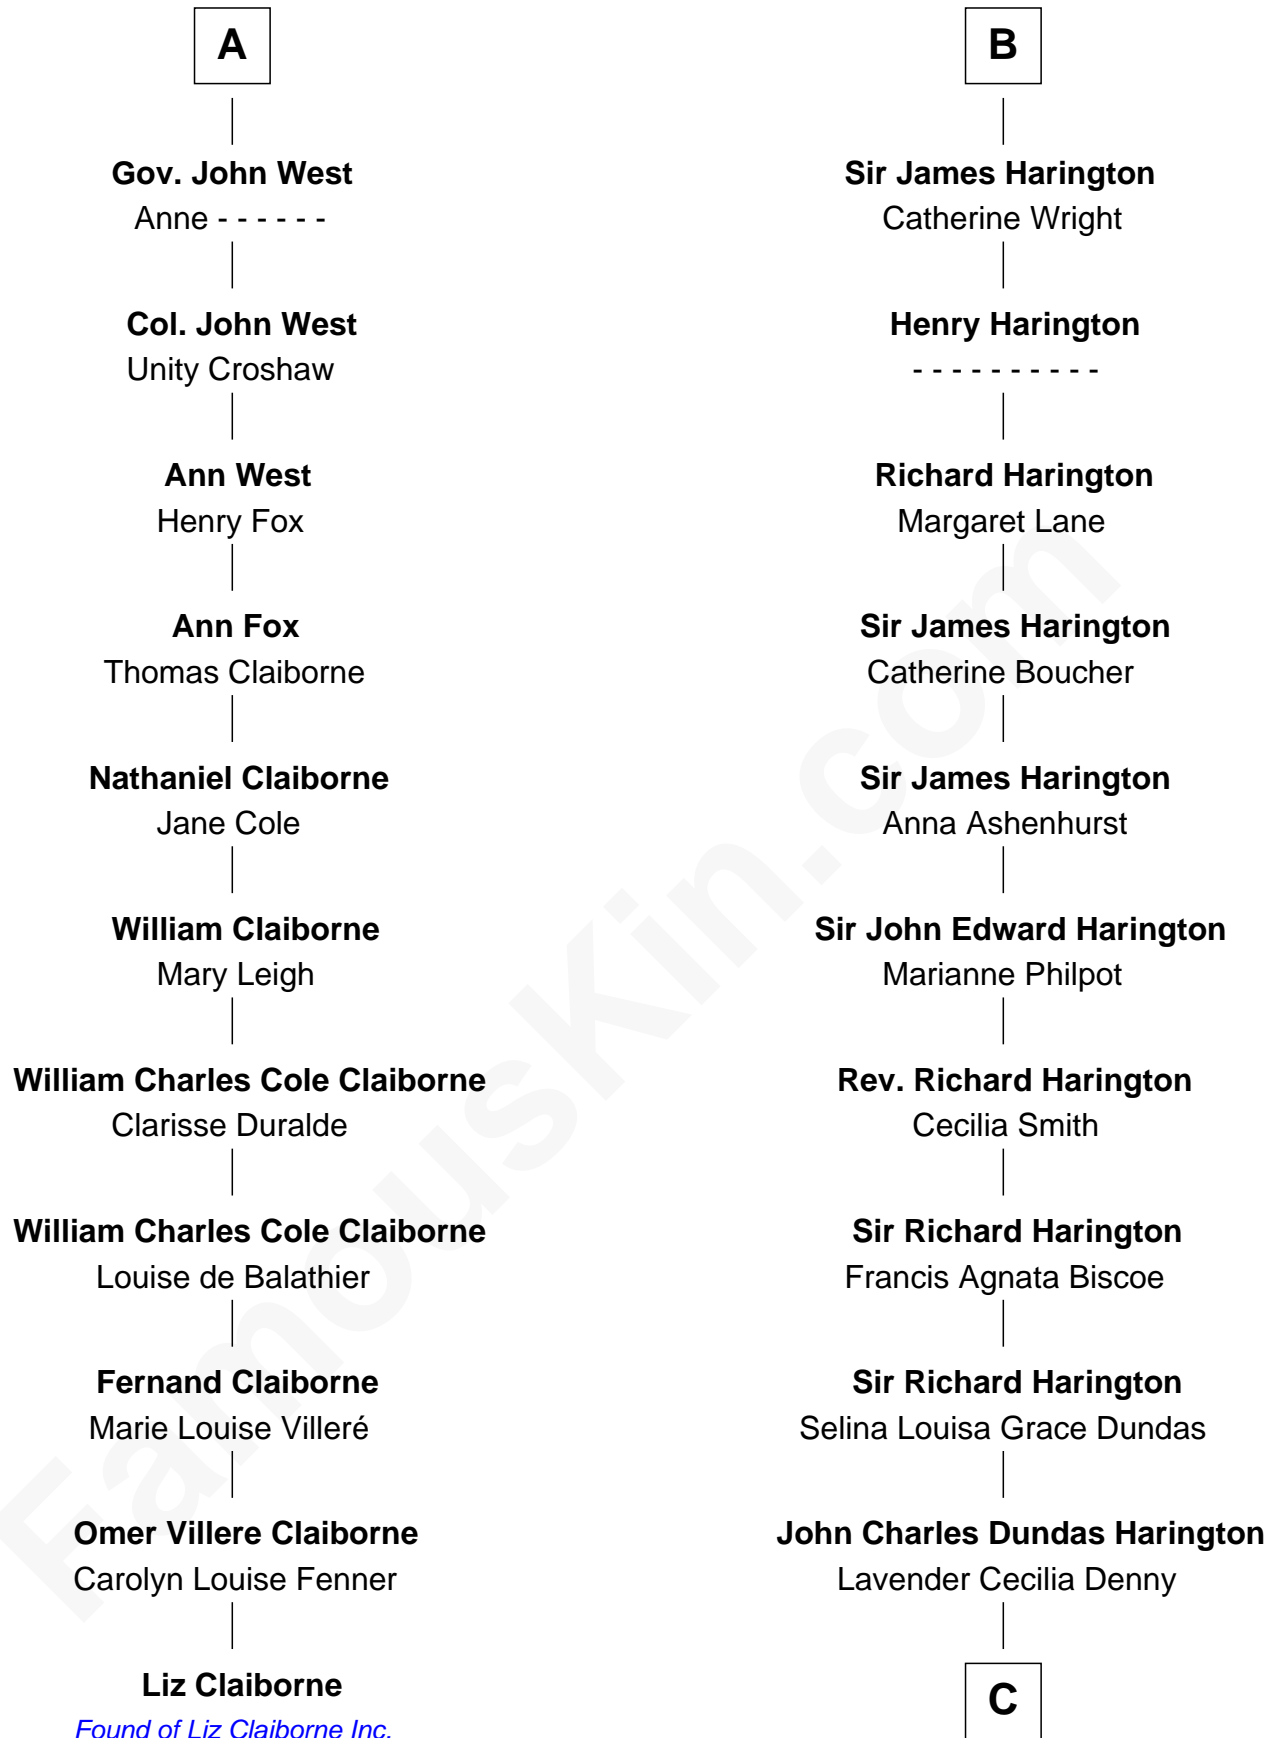 A
Gov. John West
Anne - - - - - -
Col. John West
Unity Croshaw
Ann West
Henry Fox
Ann Fox
Thomas Claiborne
Nathaniel Claiborne
Jane Cole
William Claiborne
Mary Leigh
William Charles Cole Claiborne
Clarisse Duralde
William Charles Cole Claiborne
Louise de Balathier
Fernand Claiborne
Marie Louise Villeré
Omer Villere Claiborne
Carolyn Louise Fenner
Liz Claiborne
Found of Liz Claiborne Inc.
B
Sir James Harington
Catherine Wright
Henry Harington
- - - - - - - - - -
Richard Harington
Margaret Lane
Sir James Harington
Catherine Boucher
Sir James Harington
Anna Ashenhurst
Sir John Edward Harington
Marianne Philpot
Rev. Richard Harington
Cecilia Smith
Sir Richard Harington
Francis Agnata Biscoe
Sir Richard Harington
Selina Louisa Grace Dundas
John Charles Dundas Harington
Lavender Cecilia Denny
C
FamousKin.com